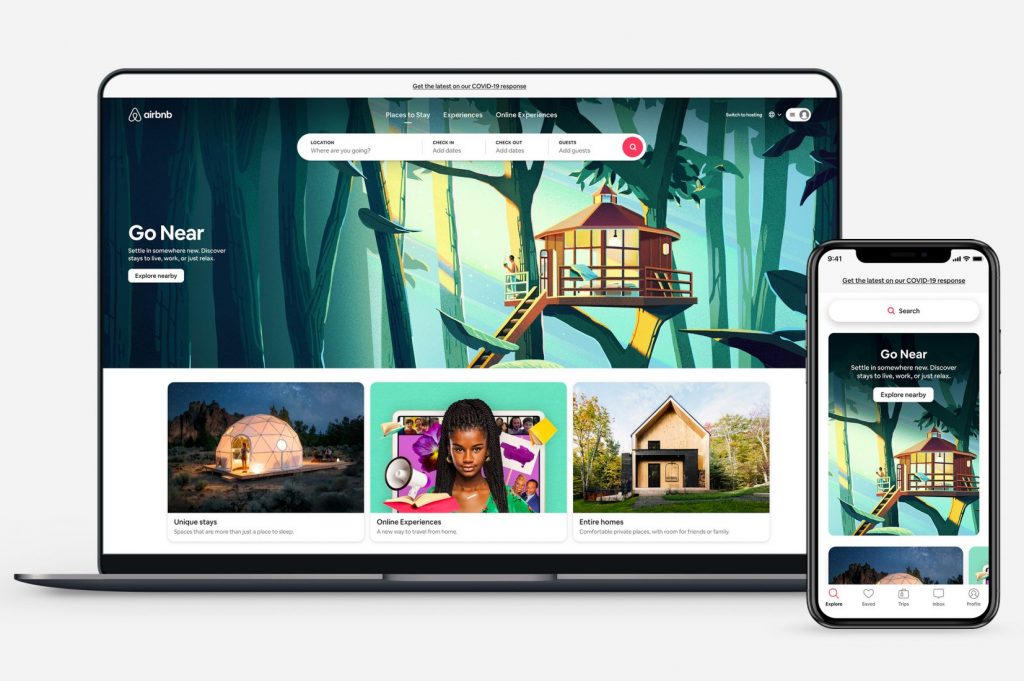 Get the latest on our COVID-19 response
airbnb
Places to Stay Experiences Online Experiences
Switch to hosting
LOCATION CHECK IN CHECK OUT GUESTS
Where are you going? Add dates Add dates Add guests
Go Near
Settle in somewhere new. Discover
stays to live, work, or just relax.
Explore nearby
Unique stays
Spaces that are more than just a place to sleep.
Online Experiences
A new way to travel from home.
Entire homes
Comfortable private places, with room for friends or family.
9:41
Get the latest on our COVID-19 response
Search
Go Near
Settle in somewhere new. Discover
stays to live, work, or just relax.
Explore nearby
Explore Saved Trips Inbox Profile